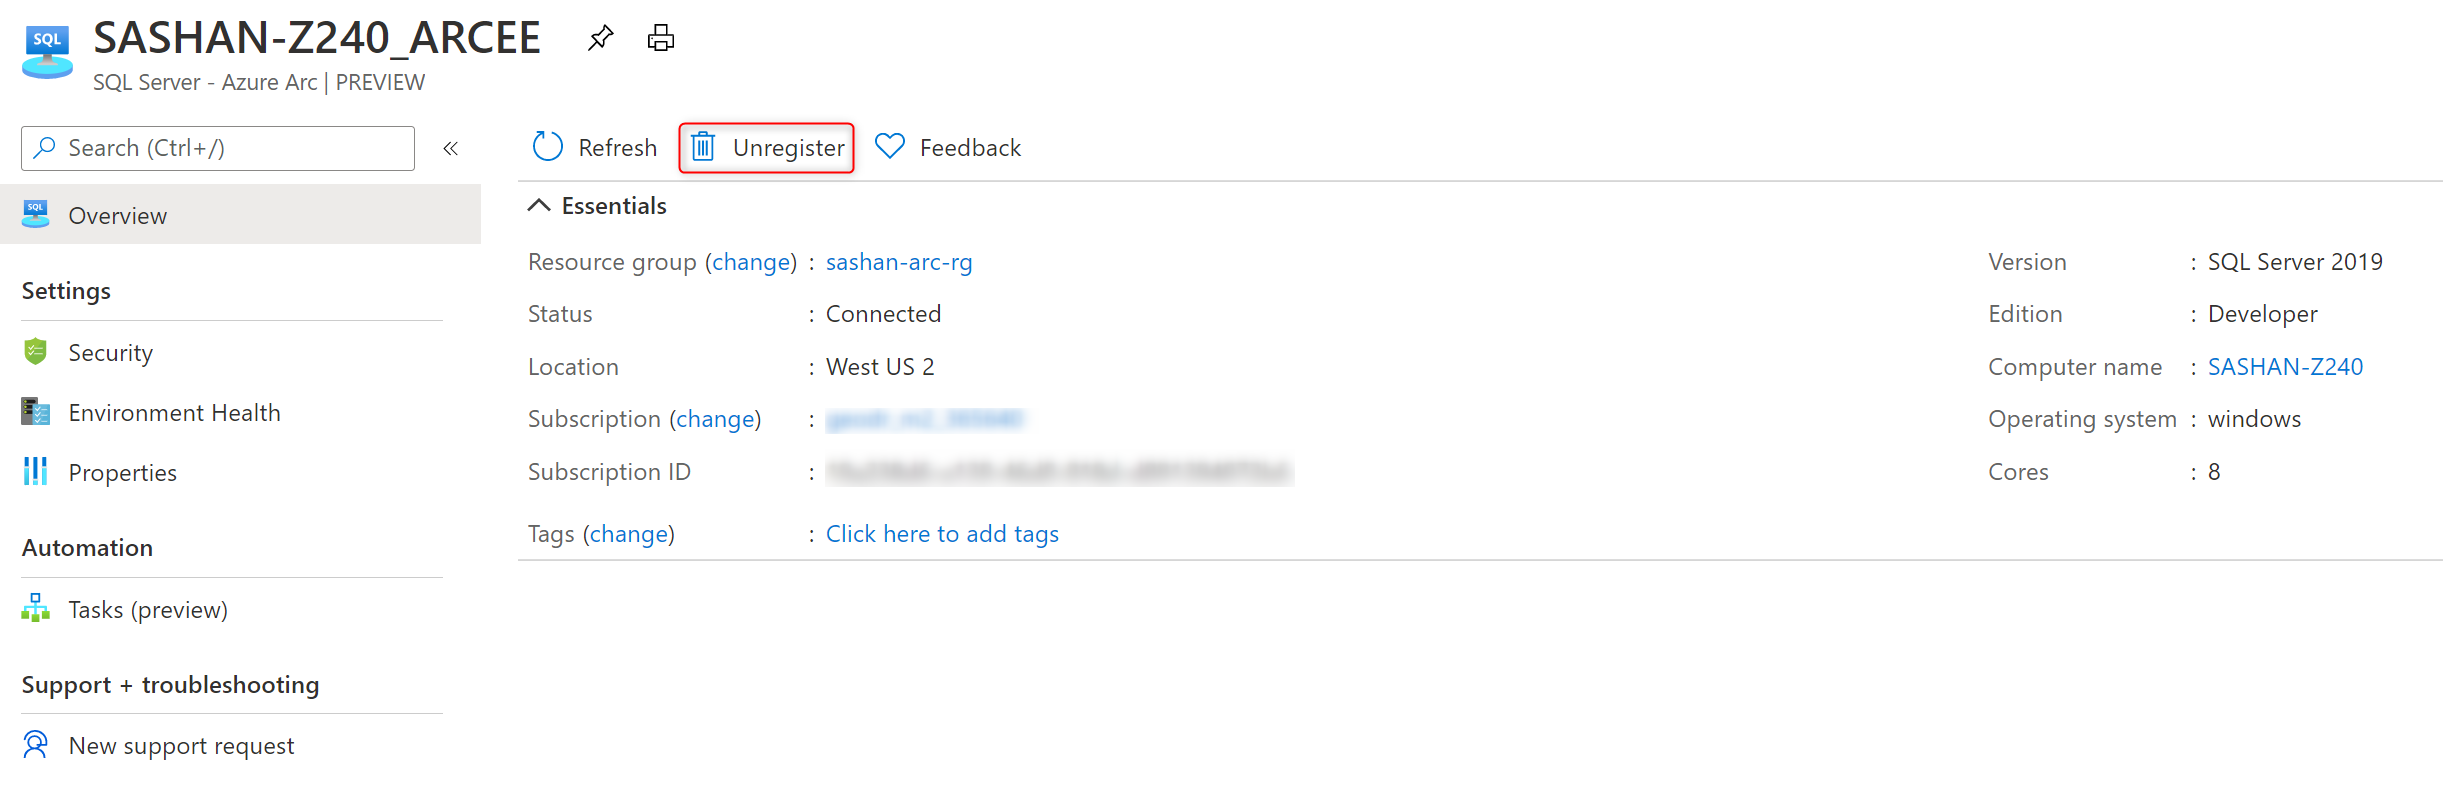 SQL
SASHAN-Z240_ARCEE
SQL Server - Azure Arc | PREVIEW
Search (Ctrl+/)
«
Refresh
Unregister
Feedback
SQL
Overview
Settings
Security
Environment Health
Properties
Automation
Tasks (preview)
Support + troubleshooting
New support request
Essentials
Resource group (change) : sashan-arc-rg
Status : Connected
Location : West US 2
Subscription (change) :
Subscription ID :
Tags (change) : Click here to add tags
Version : SQL Server 2019
Edition : Developer
Computer name : SASHAN-Z240
Operating system : windows
Cores : 8